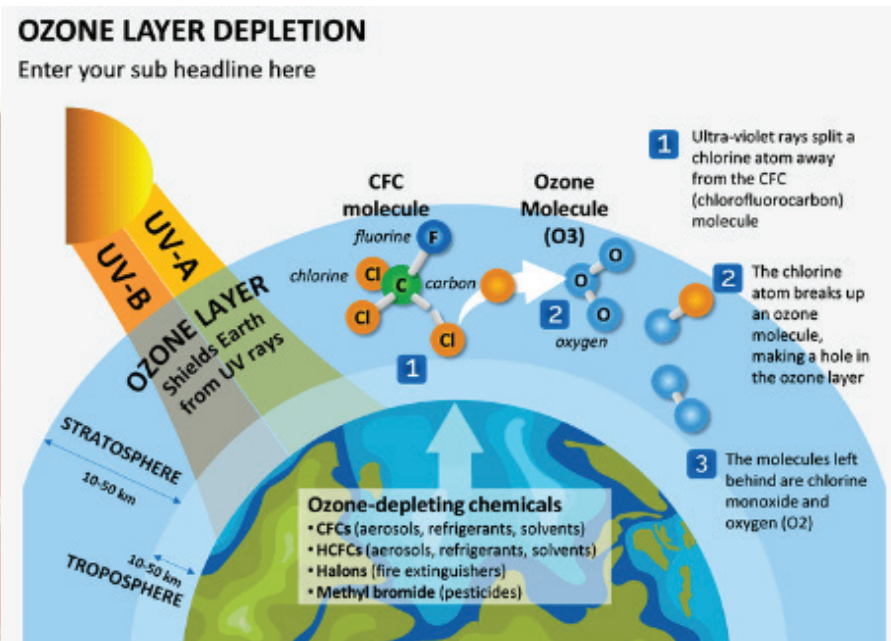 OZONE LAYER DEPLETION
Enter your sub headline here
UV-A
UV-B
OZONE LAYER
Shields Earth
from UV rays
STRATOSPHERE
10-50 km
10-50 km
TROPOSPHERE
CFC
molecule
fluorine
F
chlorine
Cl
C
carbon
Cl
Cl
1
Ozone
Molecule
(O3)
O
O
2
O
oxygen
1
Ultra-violet rays split a
chlorine atom away
from the CFC
(chlorofluorocarbon)
molecule
2
The chlorine
atom breaks up
an ozone
molecule,
making a hole in
the ozone layer
3
The molecules left
behind are chlorine
monoxide and
oxygen (O2)
Ozone-depleting chemicals
• CFCs (aerosols, refrigerants, solvents)
• HCFCs (aerosols, refrigerants, solvents)
• Halons (fire extinguishers)
• Methyl bromide (pesticides)